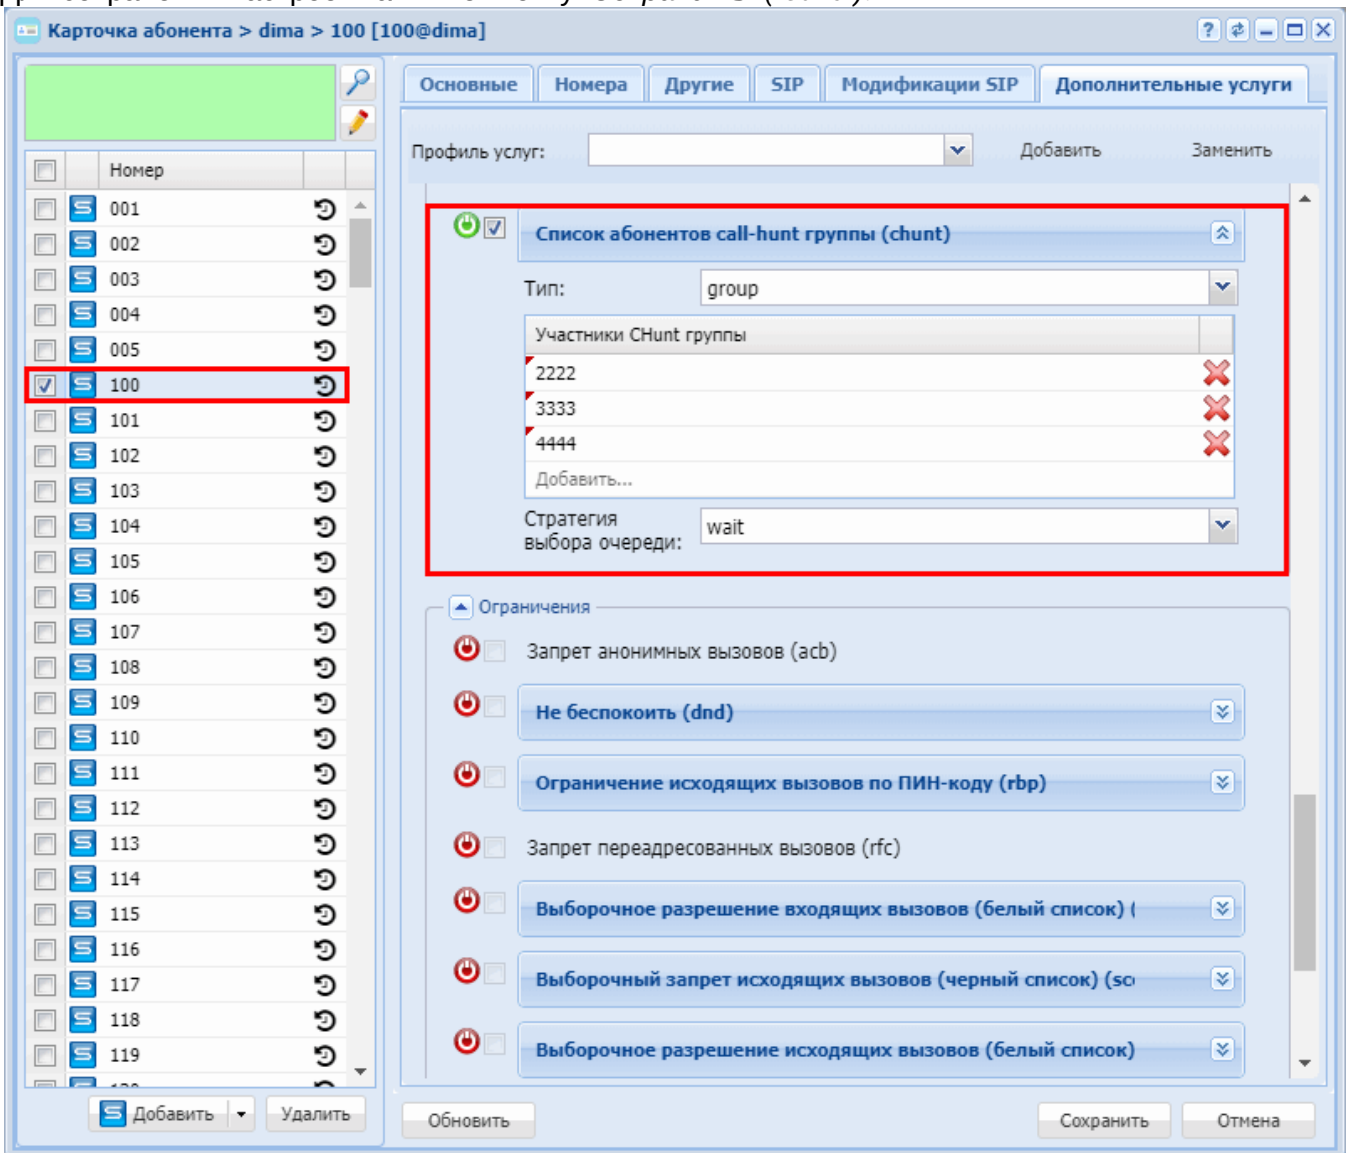 Карточка абонента > dima > 100 [100@dima]
Основные Номера Другие SIP Модификации SIP Дополнительные услуги
Профиль услуг: Добавить Заменить
Номер
001
002
003
004
005
100
101
102
103
104
105
106
107
108
109
110
111
112
113
114
115
116
117
118
119
Добавить Удалить
Список абонентов call-hunt группы (chunt)
Тип: group
Участники CHunt группы
2222
3333
4444
Добавить...
Стратегия
выбора очереди: wait
Ограничения
Запрет анонимных вызовов (acb)
Не беспокоить (dnd)
Ограничение исходящих вызовов по ПИН-коду (rbp)
Запрет переадресованных вызовов (rfc)
Выборочное разрешение входящих вызовов (белый список) (
Выборочный запрет исходящих вызовов (черный список) (sc
Выборочное разрешение исходящих вызовов (белый список)
Обновить Сохранить Отмена